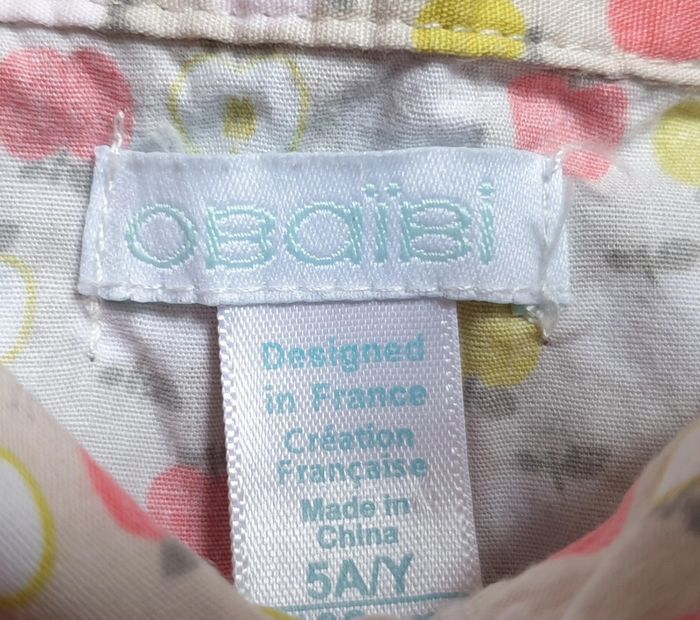 obaïbi
Designed
in France
Création
Française
Made in
China
5A/Y